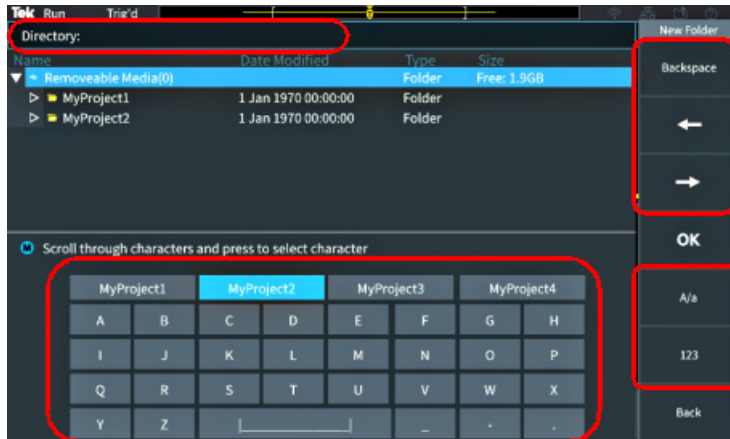 Tek Run Trig'd
Directory:
Name Date Modified Type Size
Removeable Media(0) Folder Free: 1.9GB
MyProject1 1 Jan 1970 00:00:00 Folder
MyProject2 1 Jan 1970 00:00:00 Folder
M Scroll through characters and press to select character
MyProject1 MyProject2 MyProject3 MyProject4
A B C D E F G H
I J K L M N O P
Q R S T U V W X
Y Z _ - .
New Folder
Backspace
OK
A/a
123
Back